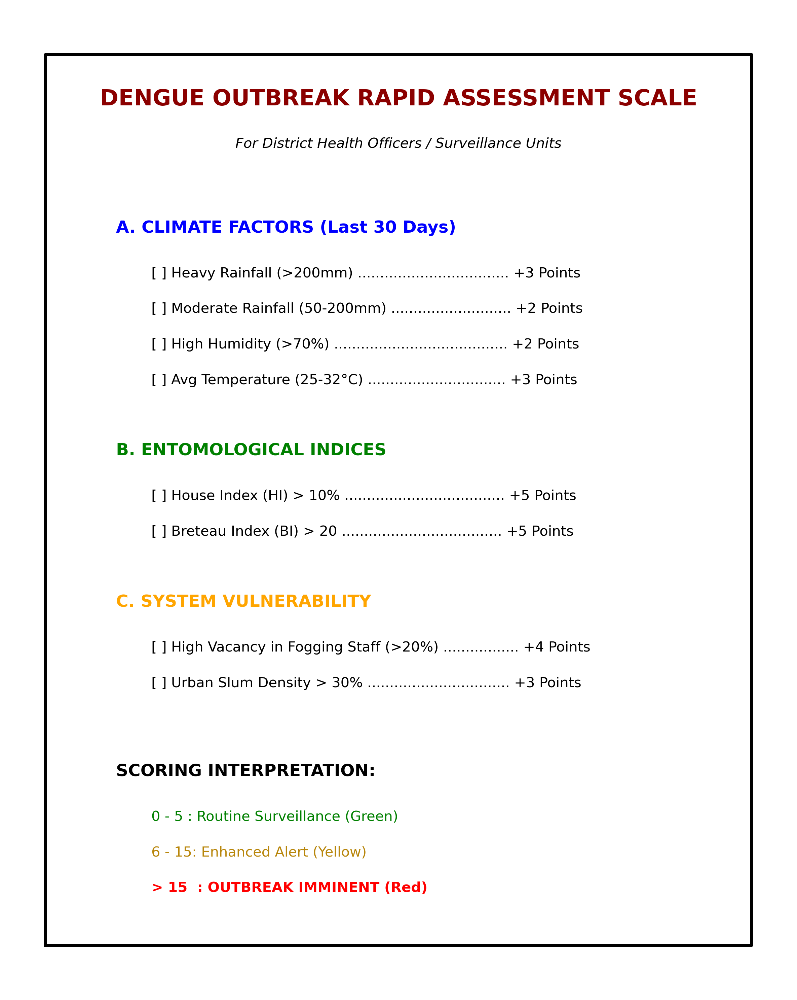 DENGUE OUTBREAK RAPID ASSESSMENT SCALE
For District Health Officers / Surveillance Units
A. CLIMATE FACTORS (Last 30 Days)
[ ] Heavy Rainfall (>200mm) .................................. +3 Points
[ ] Moderate Rainfall (50-200mm) ........................... +2 Points
[ ] High Humidity (>70%) ....................................... +2 Points
[ ] Avg Temperature (25-32°C) ............................... +3 Points
B. ENTOMOLOGICAL INDICES
[ ] House Index (HI) > 10% .................................... +5 Points
[ ] Breteau Index (BI) > 20 .................................... +5 Points
C. SYSTEM VULNERABILITY
[ ] High Vacancy in Fogging Staff (>20%) ................. +4 Points
[ ] Urban Slum Density > 30% ................................ +3 Points
SCORING INTERPRETATION:
0 - 5 : Routine Surveillance (Green)
6 - 15: Enhanced Alert (Yellow)
> 15  : OUTBREAK IMMINENT (Red)